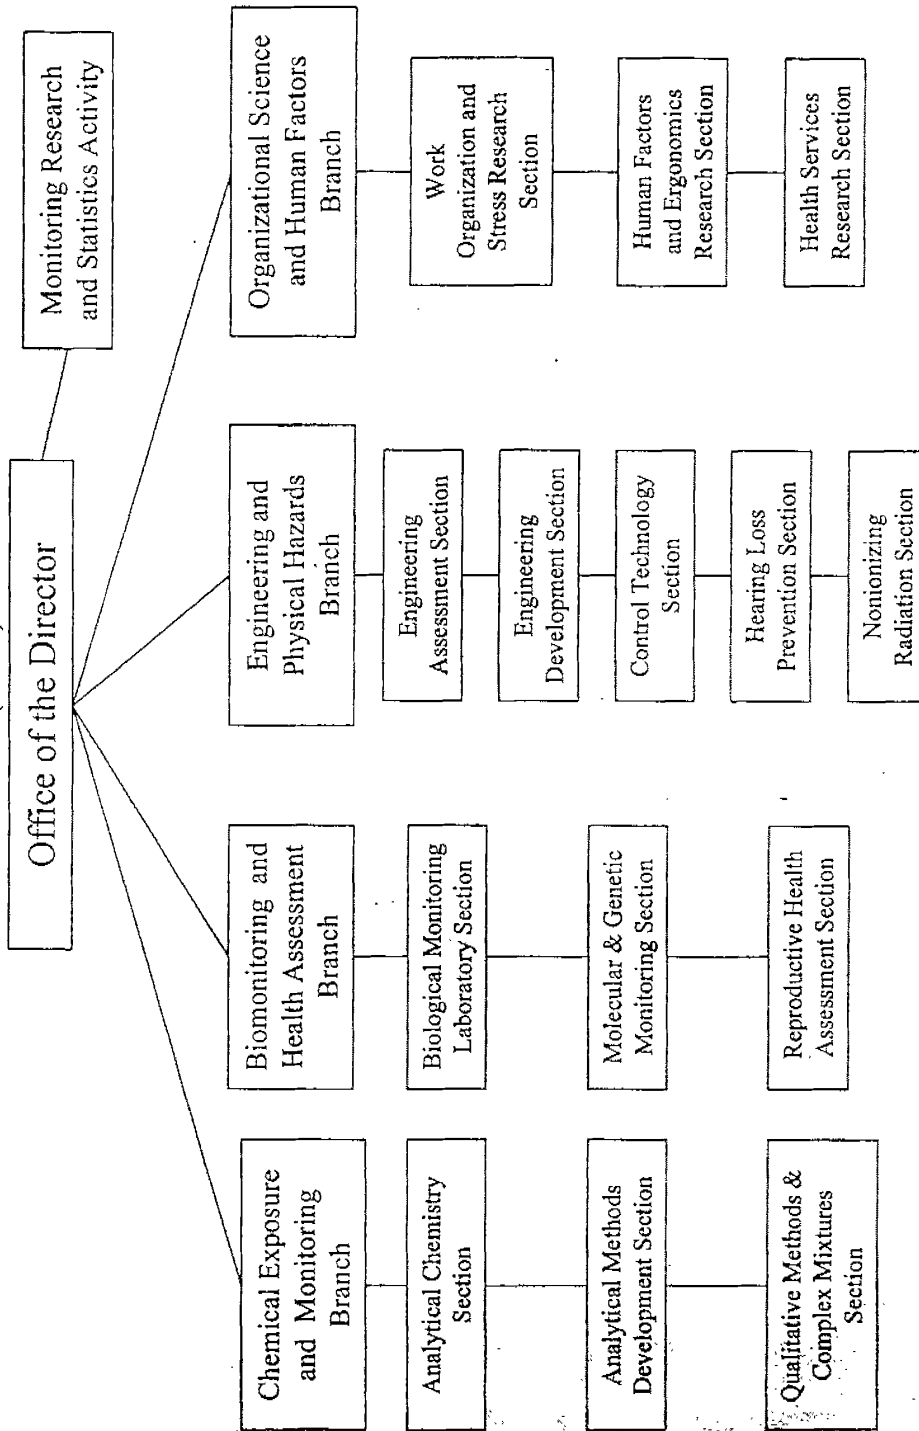 Office of the Director
Monitoring Research
and Statistics Activity
Chemical Exposure
and Monitoring
Branch
Analytical Chemistry
Section
Analytical Methods
Development Section
Qualitative Methods &
Complex Mixtures
Section
Biomonitoring and
Health Assessment
Branch
Biological Monitoring
Laboratory Section
Molecular & Genetic
Monitoring Section
Reproductive Health
Assessment Section
Engineering and
Physical Hazards
Branch
Engineering
Assessment Section
Engineering
Development Section
Control Technology
Section
Hearing Loss
Prevention Section
Nonionizing
Radiation Section
Organizational Science
and Human Factors
Branch
Work
Organization and
Stress Research
Section
Human Factors
and Ergonomics
Research Section
Health Services
Research Section